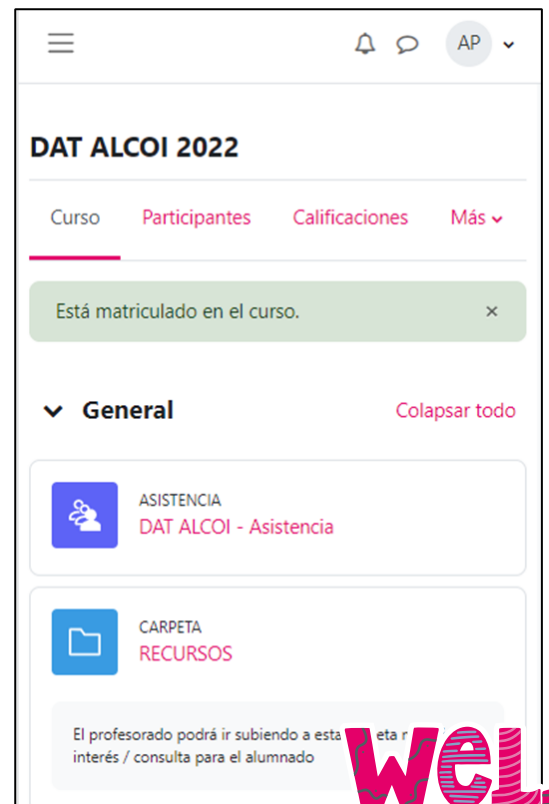 AP
DAT ALCOI 2022
Curso Participantes Calificaciones Más
Está matriculado en el curso. ×
General Colapsar todo
ASISTENCIA
DAT ALCOI - Asistencia
CARPETA
RECURSOS
El profesorado podrá ir subiendo a esta
interés / consulta para el alumnado
WEL